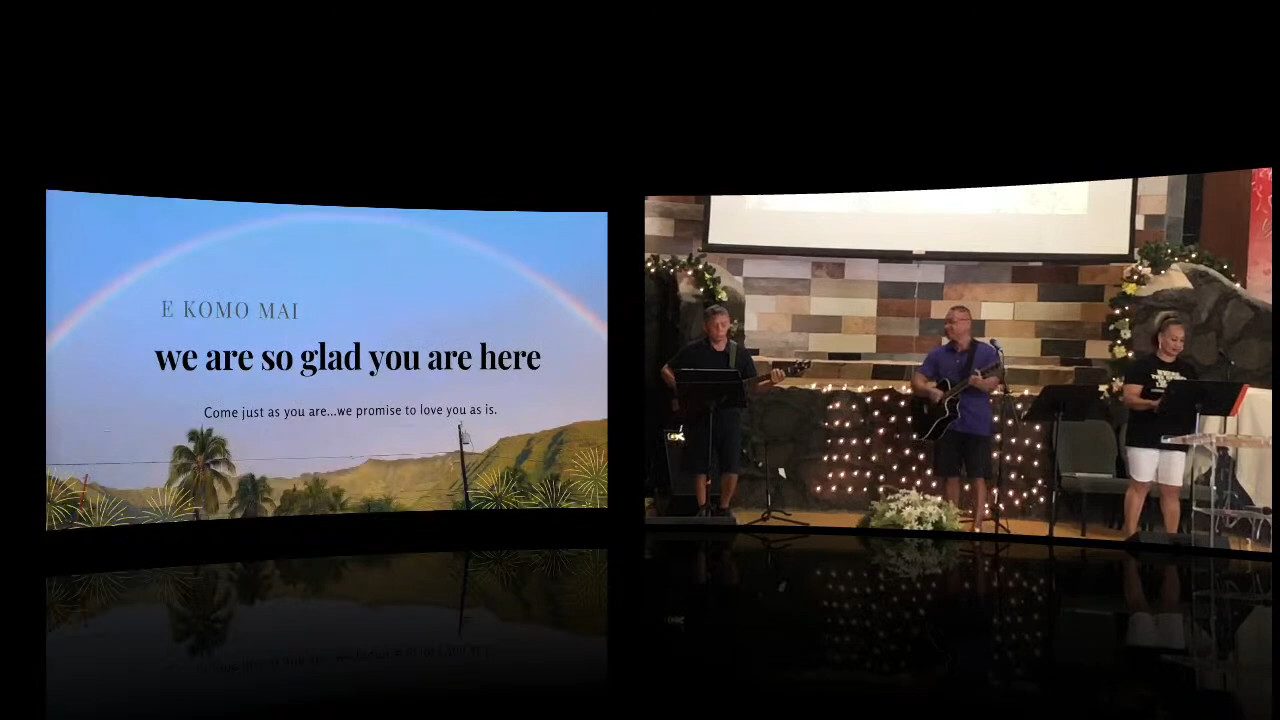 E KOMO MAI
we are so glad you are here
Come just as you are...we promise to love you as is.